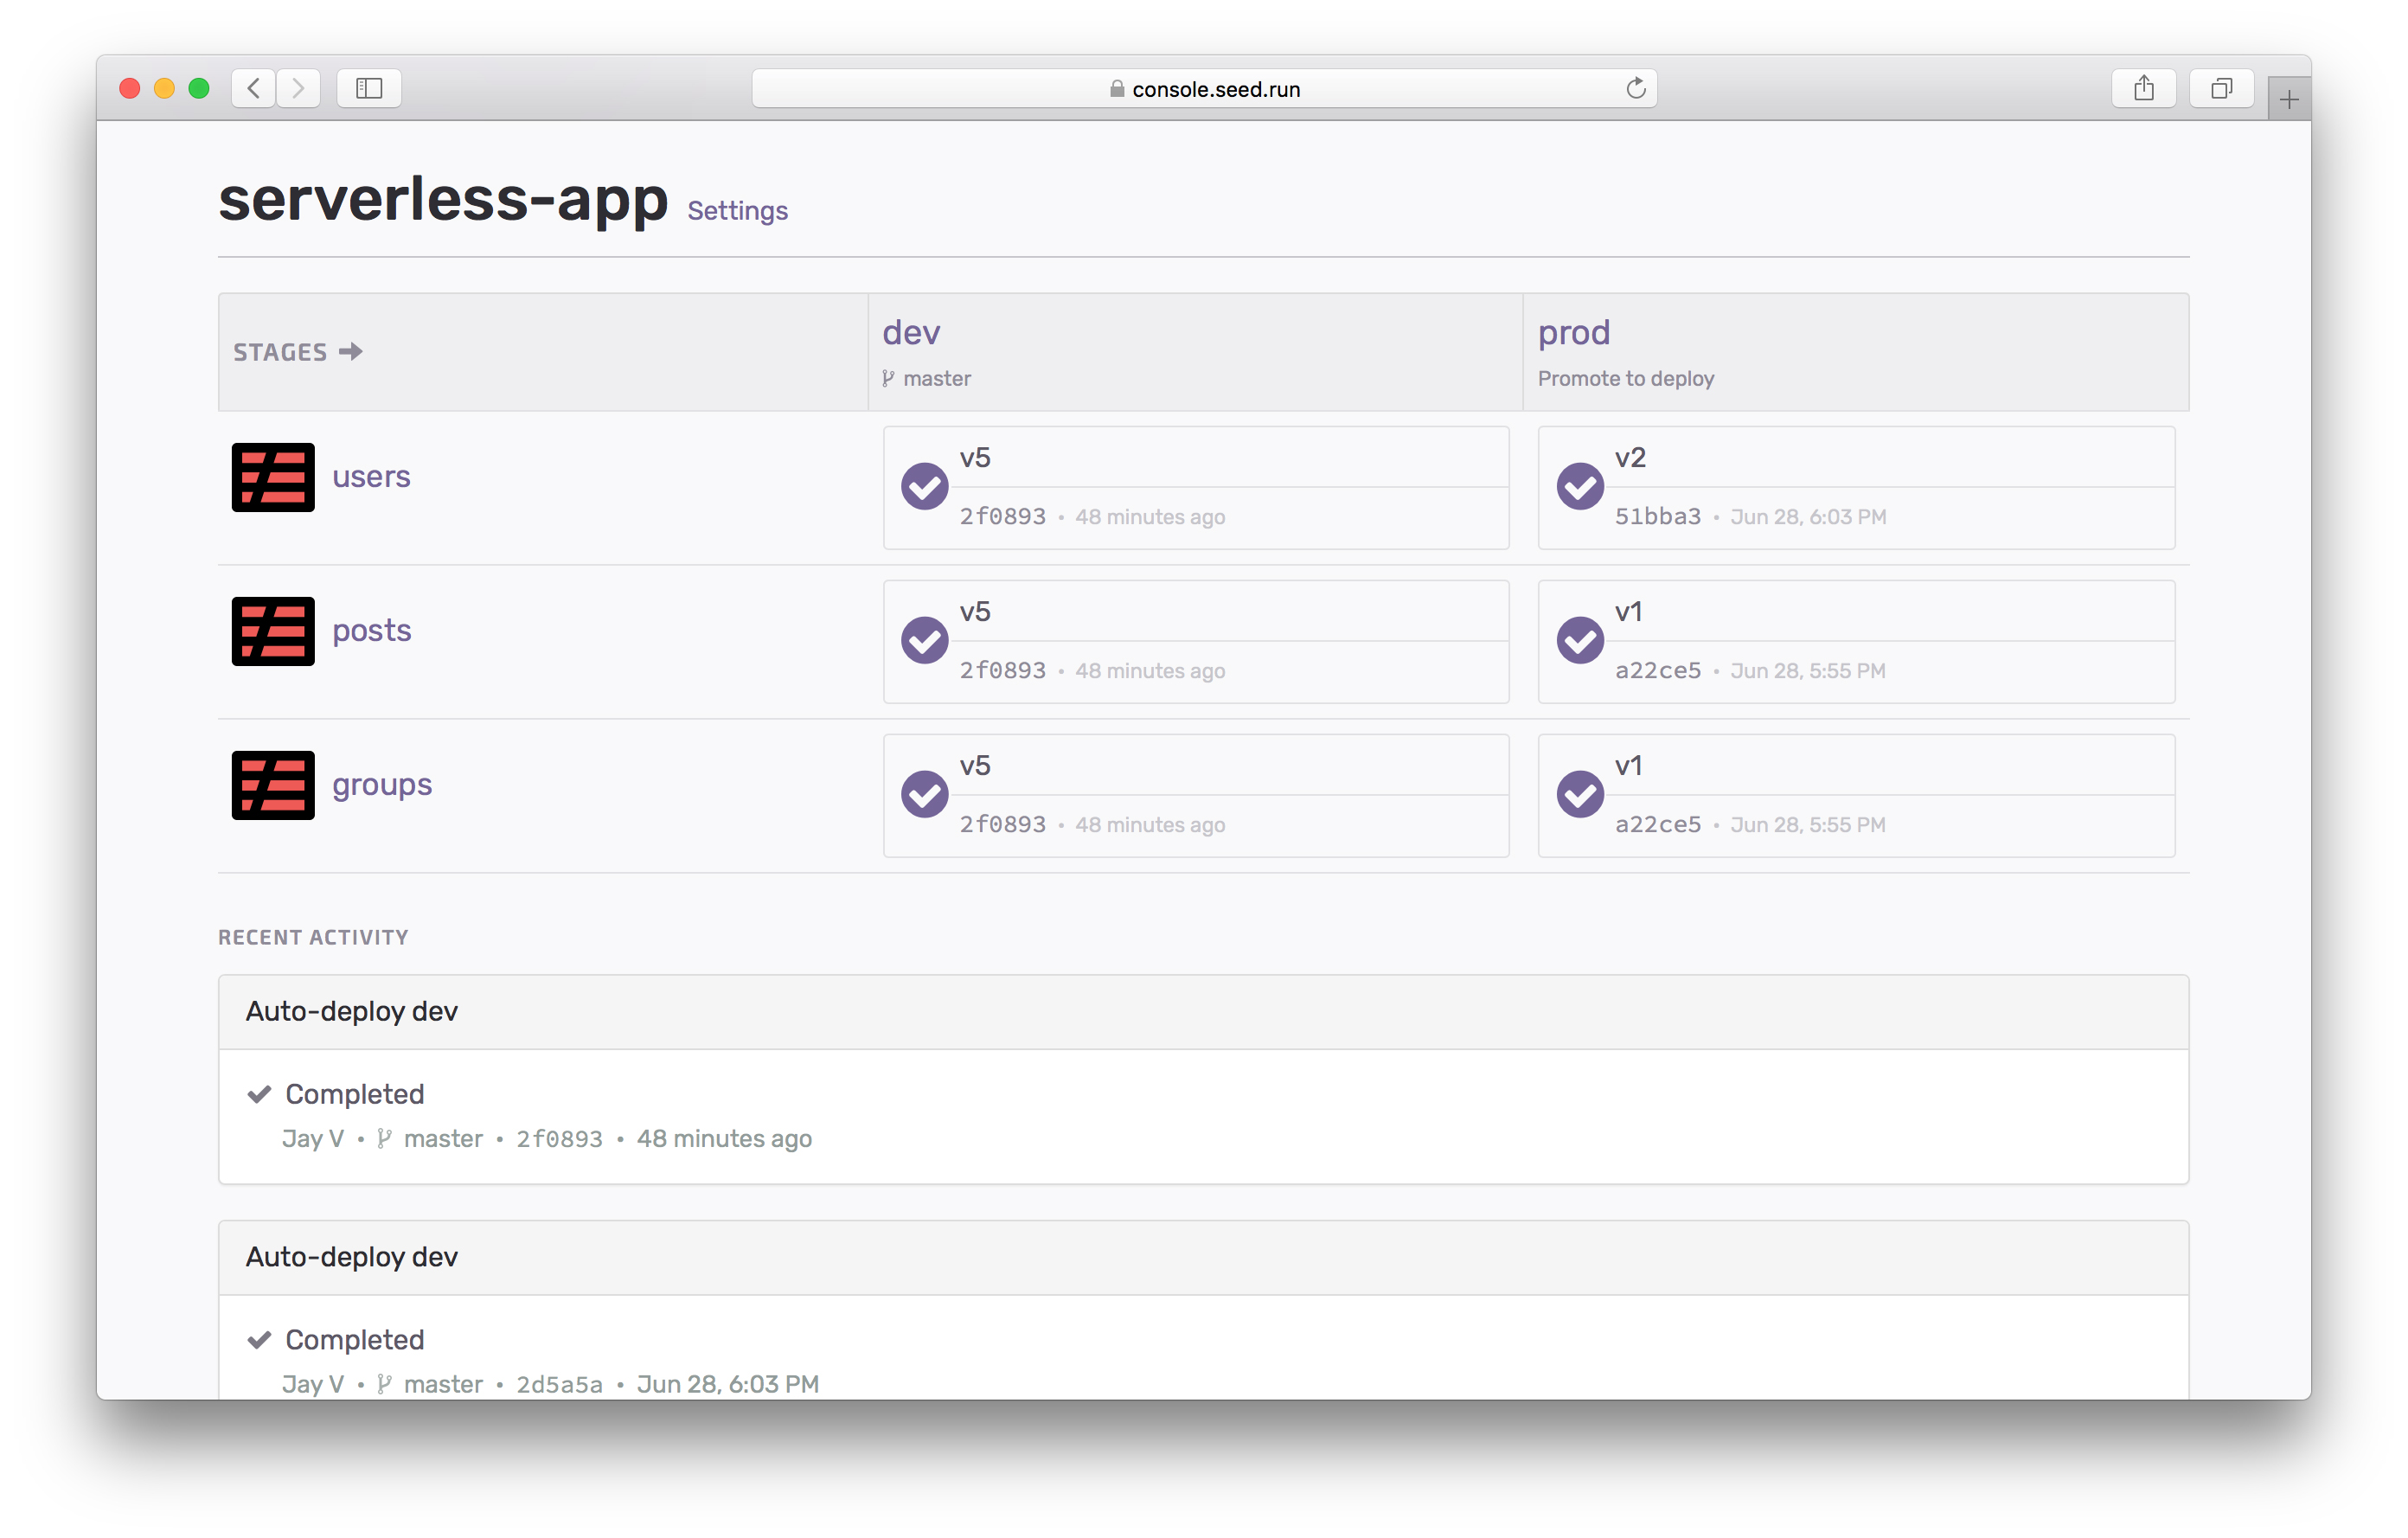 console.seed.run
serverless-app Settings
STAGES
dev
master
prod
Promote to deploy
users
v5
2f0893 • 48 minutes ago
v2
51bba3 • Jun 28, 6:03 PM
posts
v5
2f0893 • 48 minutes ago
v1
a22ce5 • Jun 28, 5:55 PM
groups
v5
2f0893 • 48 minutes ago
v1
a22ce5 • Jun 28, 5:55 PM
RECENT ACTIVITY
Auto-deploy dev
Completed
Jay V • master • 2f0893 • 48 minutes ago
Auto-deploy dev
Completed
Jay V • master • 2d5a5a • Jun 28, 6:03 PM